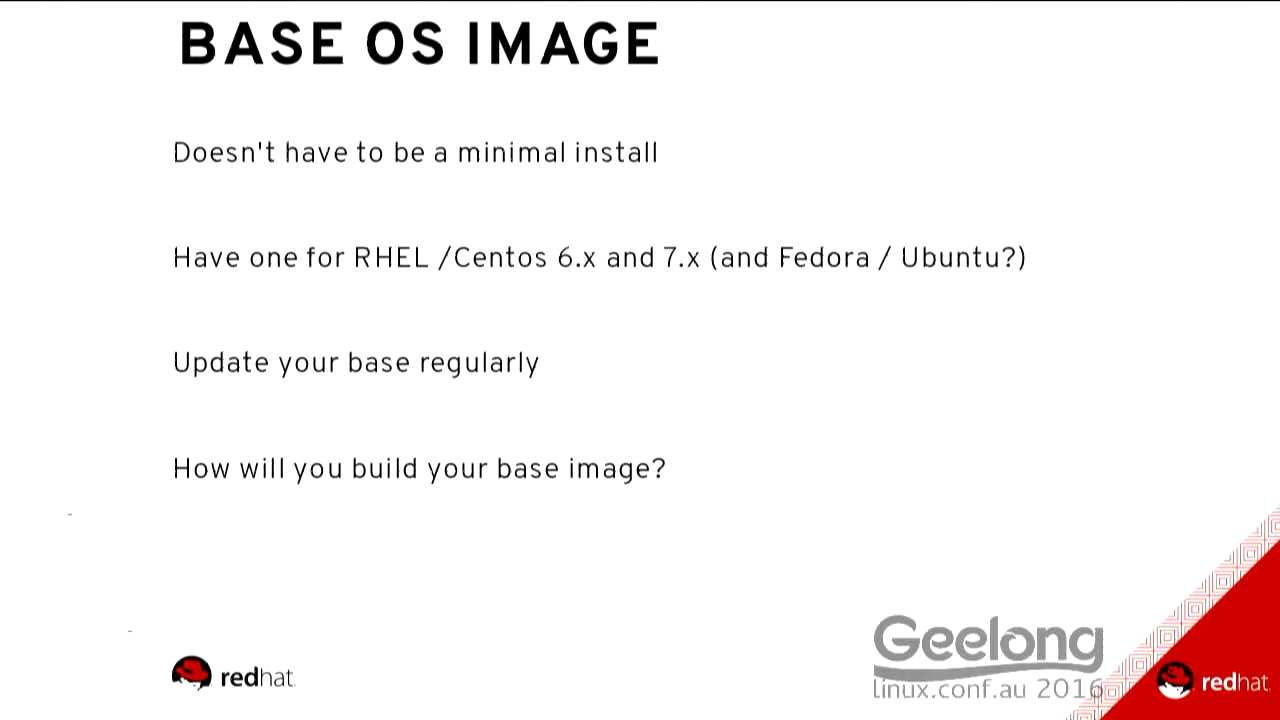 BASE OS IMAGE
Doesn't have to be a minimal install
Have one for RHEL /Centos 6.x and 7.x (and Fedora / Ubuntu?)
Update your base regularly
How will you build your base image?
redhat
Geelong
linux.conf.au 2016
redhat